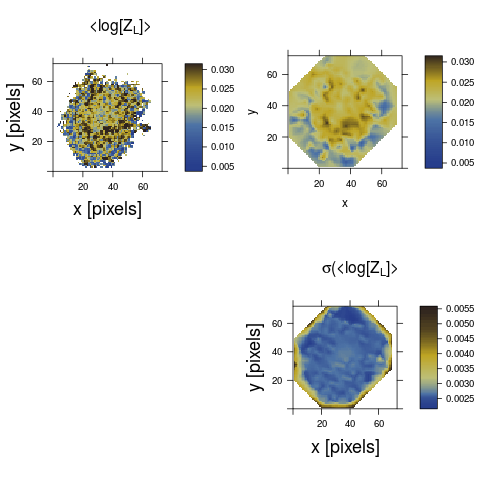 <log[Z_L]>
60
40
20
20 40 60
y [pixels]
x [pixels]
0.030
0.025
0.020
0.015
0.010
0.005
60
40
20
20 40 60
y
x
0.030
0.025
0.020
0.015
0.010
0.005
σ(<log[Z_L]>
60
40
20
20 40 60
y [pixels]
x [pixels]
0.0055
0.0050
0.0045
0.0040
0.0035
0.0030
0.0025